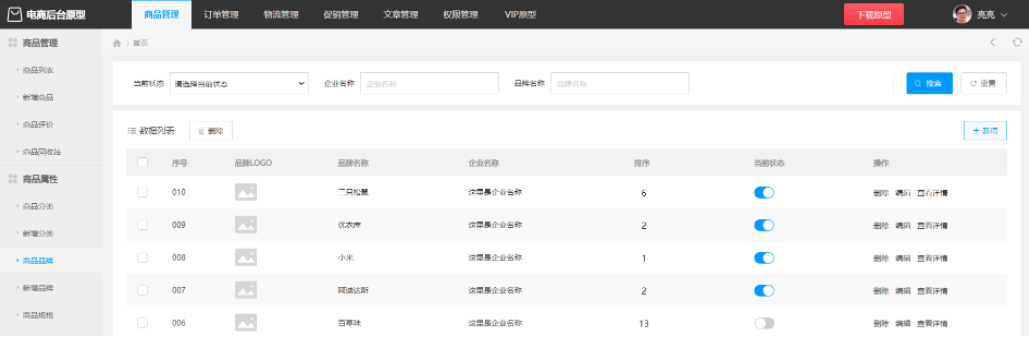 电商后台原型 商品管理 订单管理 物流管理 促销管理 文章管理 权限管理 VIP原型 下载原型 亮亮
商品管理
> 首页
商品列表
新增商品
商品评价
商品回收站
商品属性
商品分类
新增分类
商品品牌
新增品牌
商品规格
当前状态 请选择当前状态 企业名称 企业名称 品牌名称 品牌名称 搜索 重置
数据列表 删除 + 新增
序号 品牌LOGO 品牌名称 企业名称 排序 当前状态 操作
010 三只松鼠 这里是企业名称 6 删除 编辑 查看详情
009 优衣库 这里是企业名称 2 删除 编辑 查看详情
008 小米 这里是企业名称 1 删除 编辑 查看详情
007 阿迪达斯 这里是企业名称 2 删除 编辑 查看详情
006 百草味 这里是企业名称 13 删除 编辑 查看详情